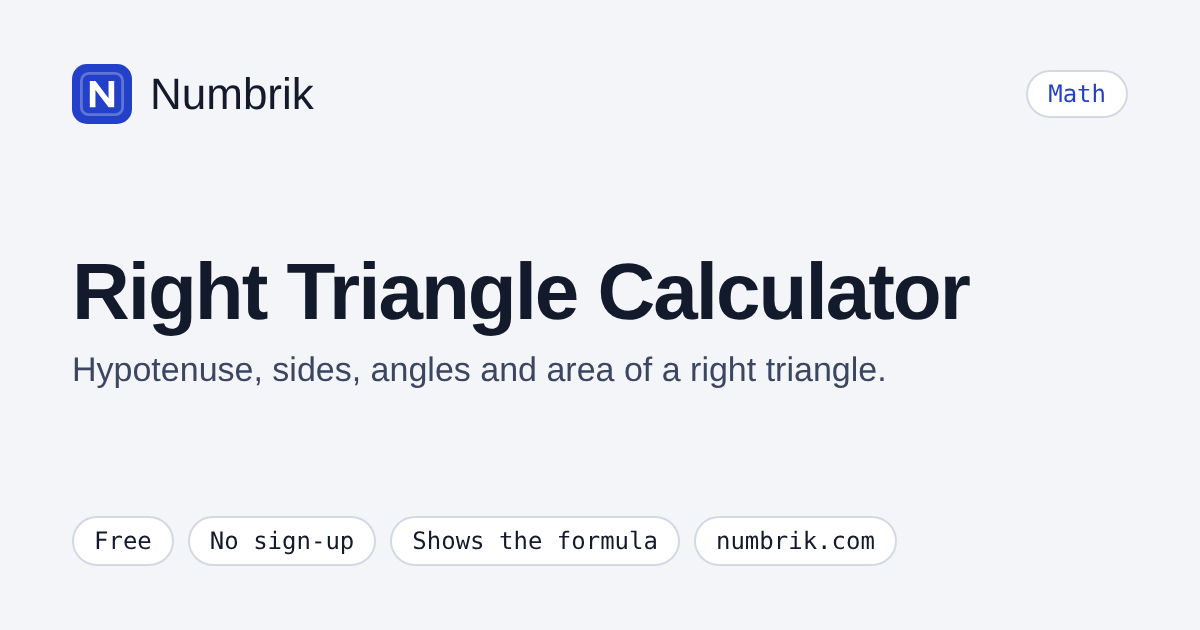 N Numbrik
Math
Right Triangle Calculator
Hypotenuse, sides, angles and area of a right triangle.
Free
No sign-up
Shows the formula
numbrik.com